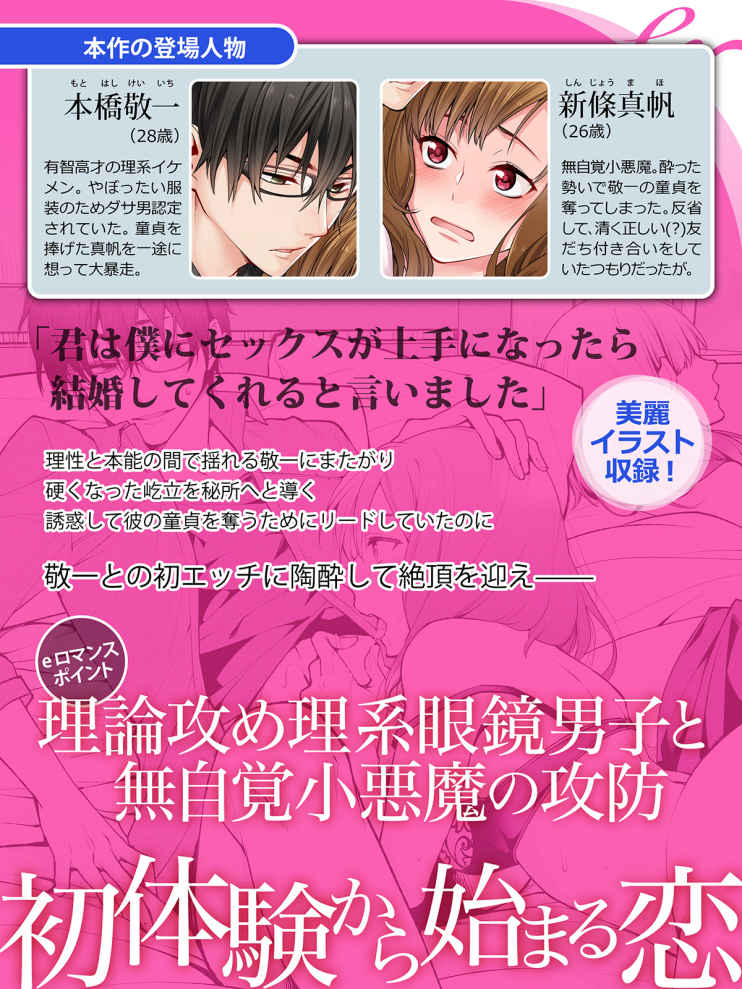 本作の登場人物
もとはしけいいち
本橋敬一
(28歳)
有智高才の理系イケ
メン。やぼったい服
装のためダサ男認定
されていた。童貞を
捧げた真帆を一途に
想って大暴走。
しんじょうまほ
新條真帆
(26歳)
無自覚小悪魔。酔った
勢いで敬一の童貞を
奪ってしまった。反省
して、清く正しい(?)友
だち付き合いをして
いたつもりだったが。
「君は僕にセックスが上手になったら
結婚してくれると言いました」
美麗
イラスト
収録!
理性と本能の間で揺れる敬一にまたがり
硬くなった屹立を秘所へと導く
誘惑して彼の童貞を奪うためにリードしていたのに
敬一との初エッチに陶酔して絶頂を迎え――
eロマンス
ポイント
理論攻め理系眼鏡男子と
無自覚小悪魔の攻防
初体験から始まる恋